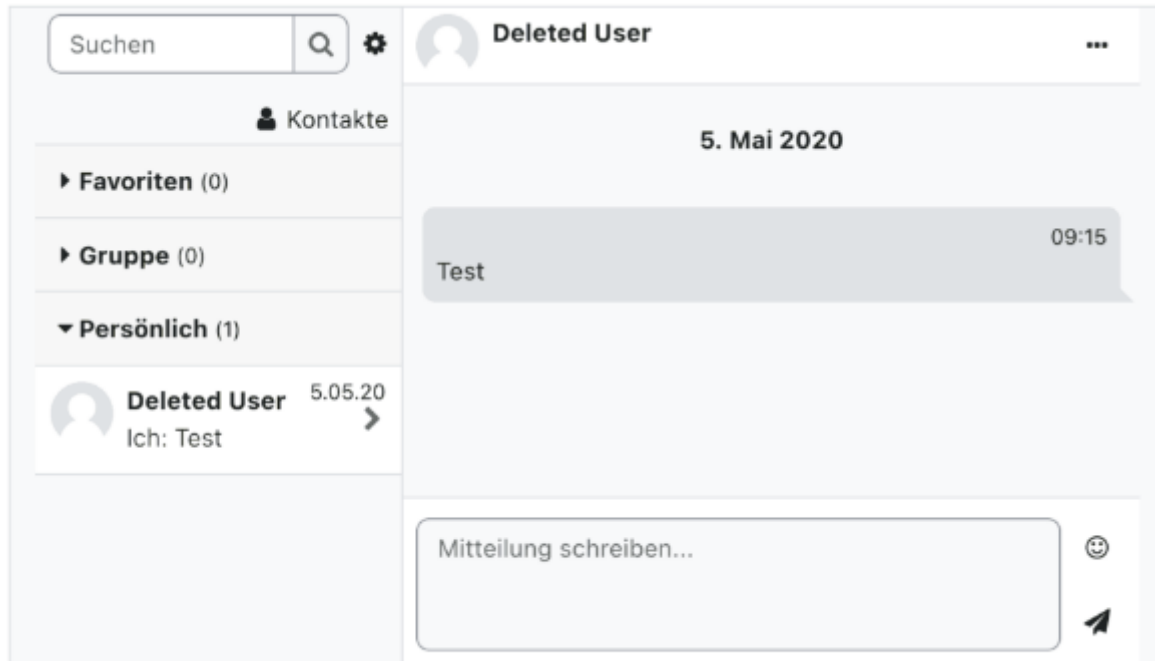 Suchen
Kontakte
Favoriten (0)
Gruppe (0)
Persönlich (1)
Deleted User 5.05.20
Ich: Test
Deleted User
5. Mai 2020
09:15
Test
Mitteilung schreiben...